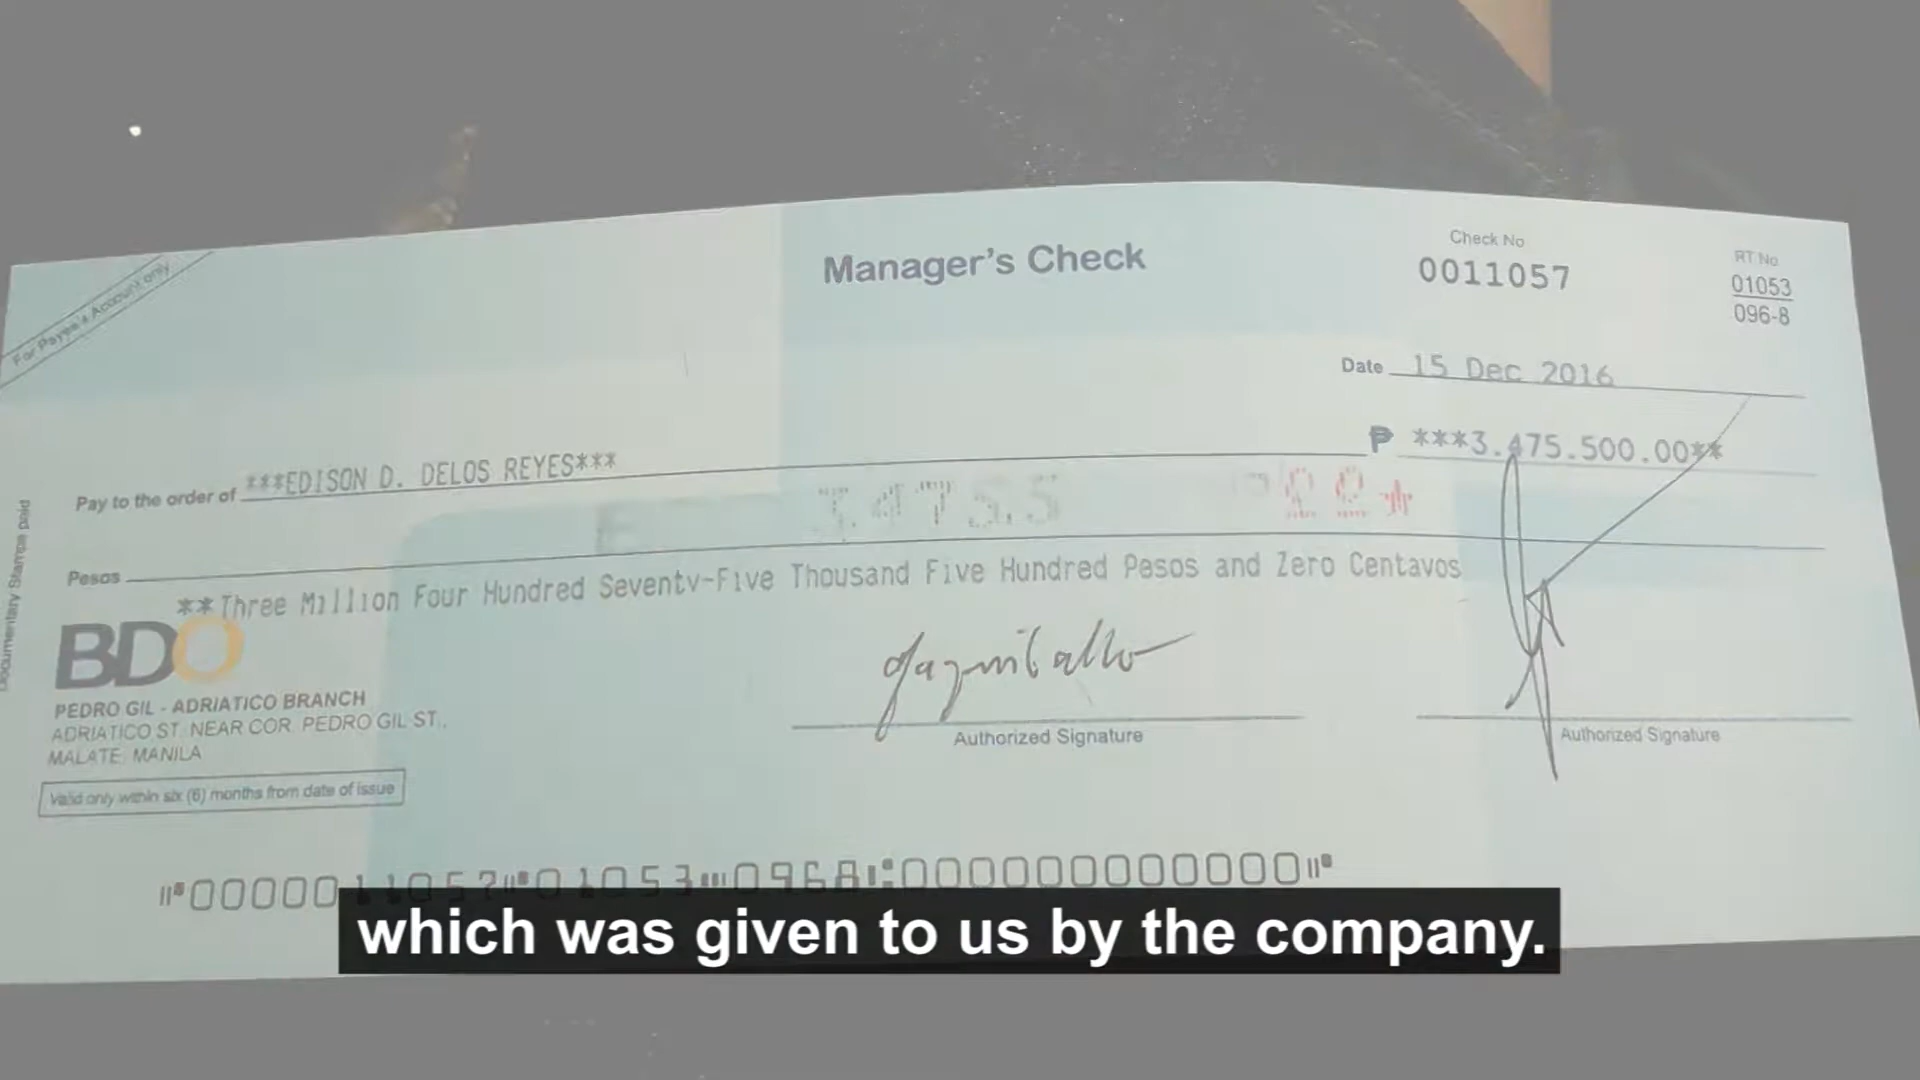 For Payee's Account only
Manager's Check
Check No
0011057
RT No
01053
096-8
Date 15 Dec 2016
Pay to the order of ***EDISON D. DELOS REYES***
₱ ***3.475.500.00**
3,475.5
Pesos
**Three Million Four Hundred Seventy-Five Thousand Five Hundred Pesos and Zero Centavos
Documentary Stamps paid
BDO
PEDRO GIL - ADRIATICO BRANCH
ADRIATICO ST. NEAR COR. PEDRO GIL ST.,
MALATE, MANILA
Valid only within six (6) months from date of issue
Authorized Signature
Authorized Signature
which was given to us by the company.